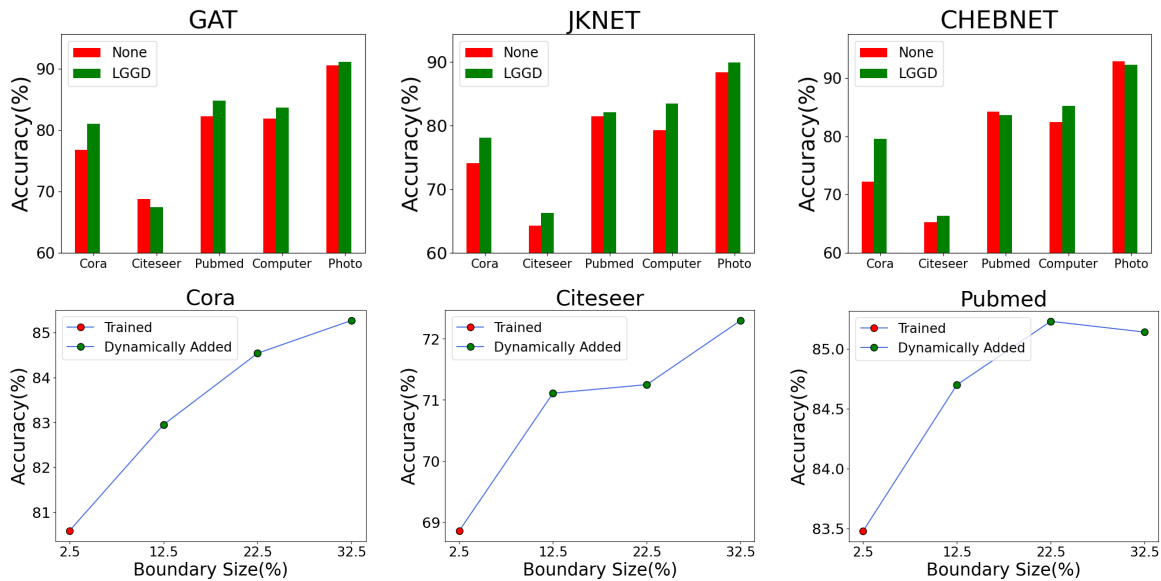 GAT
None
LGGD
Accuracy(%)
90
80
70
60
Cora Citeseer Pubmed Computer Photo
JKNET
None
LGGD
Accuracy(%)
90
80
70
60
Cora Citeseer Pubmed Computer Photo
CHEBNET
None
LGGD
Accuracy(%)
90
80
70
60
Cora Citeseer Pubmed Computer Photo
Cora
Trained
Dynamically Added
Accuracy(%)
85
84
83
82
81
2.5 12.5 22.5 32.5
Boundary Size(%)
Citeseer
Trained
Dynamically Added
Accuracy(%)
72
71
70
69
2.5 12.5 22.5 32.5
Boundary Size(%)
Pubmed
Trained
Dynamically Added
Accuracy(%)
85.0
84.5
84.0
83.5
2.5 12.5 22.5 32.5
Boundary Size(%)